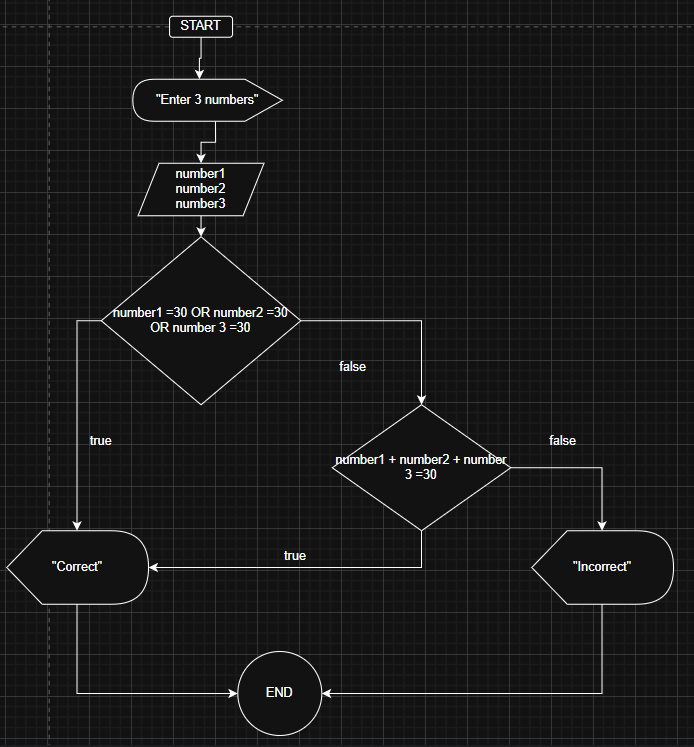 START
"Enter 3 numbers"
number1
number2
number3
number1 =30 OR number2 =30
OR number 3 =30
false
true
number1 + number2 + number
3 =30
false
true
"Correct"
"Incorrect"
END